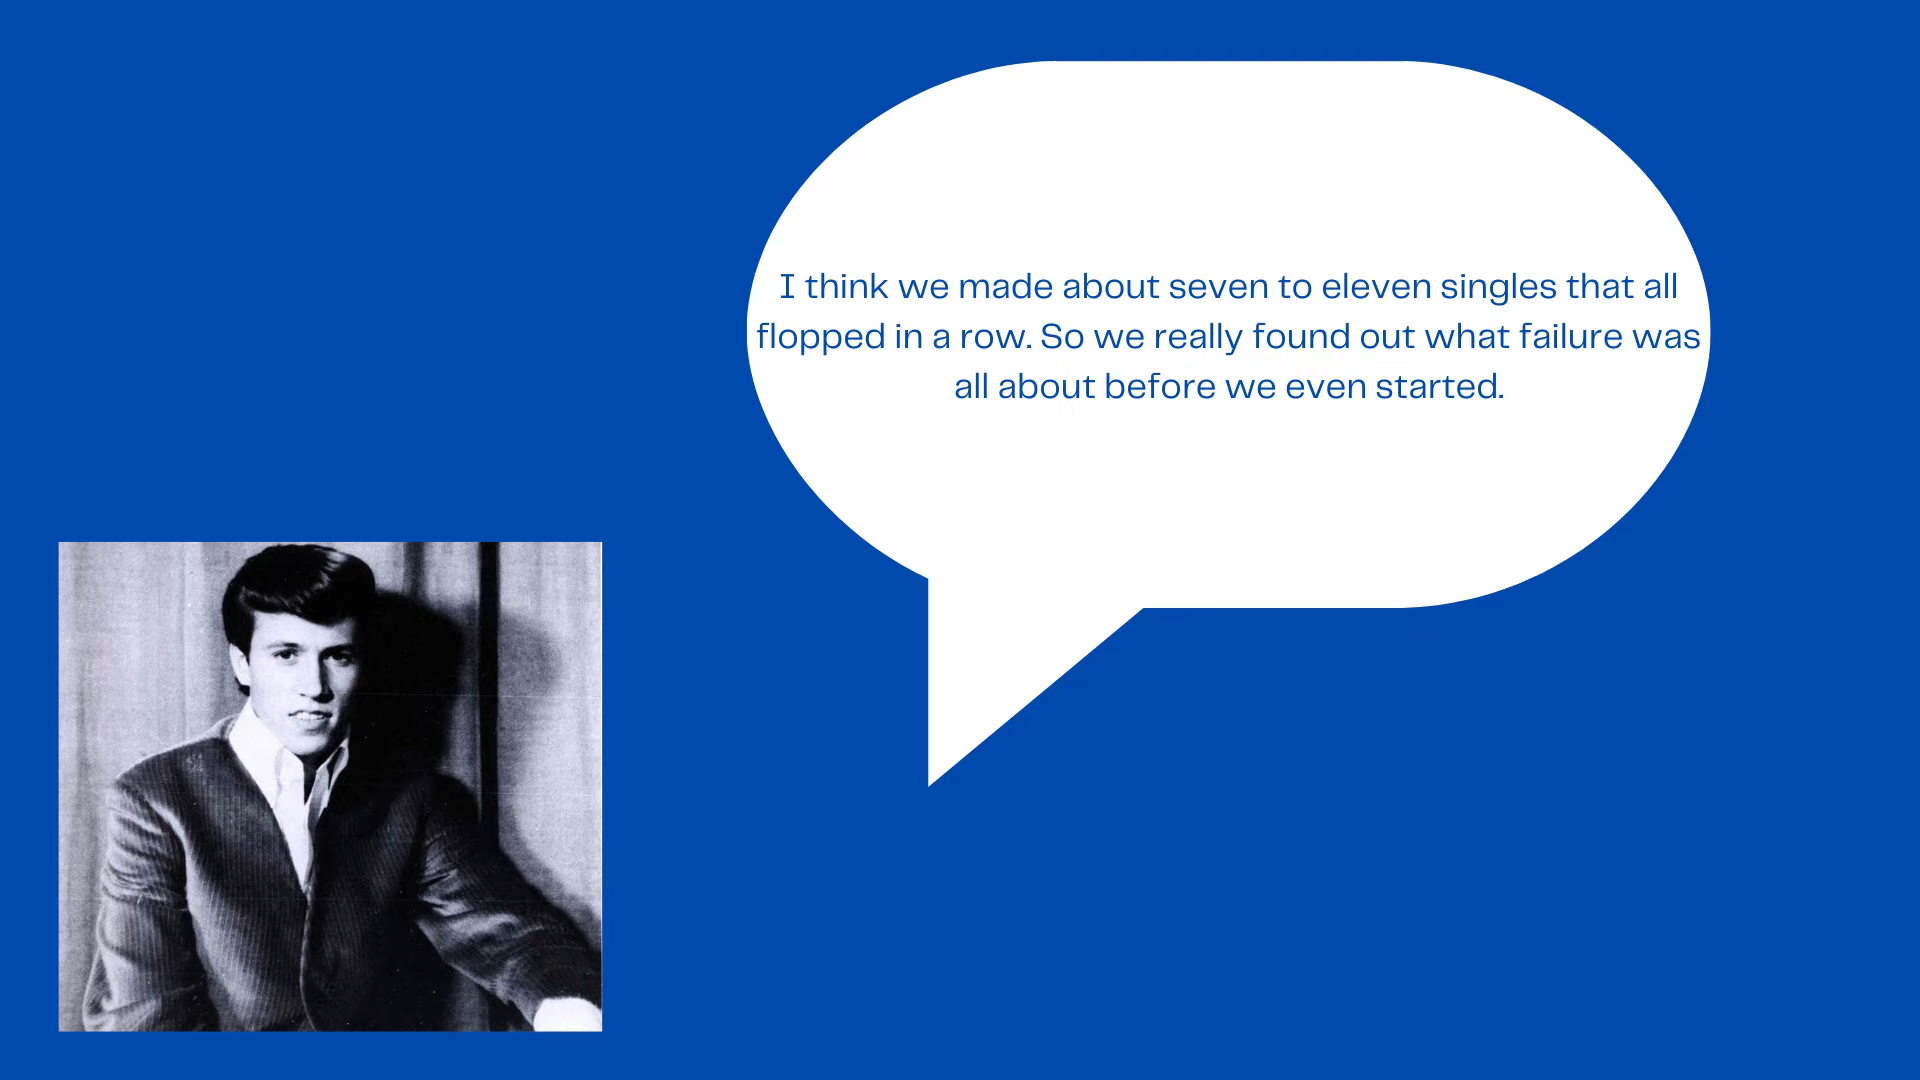 I think we made about seven to eleven singles that all
flopped in a row. So we really found out what failure was
all about before we even started.